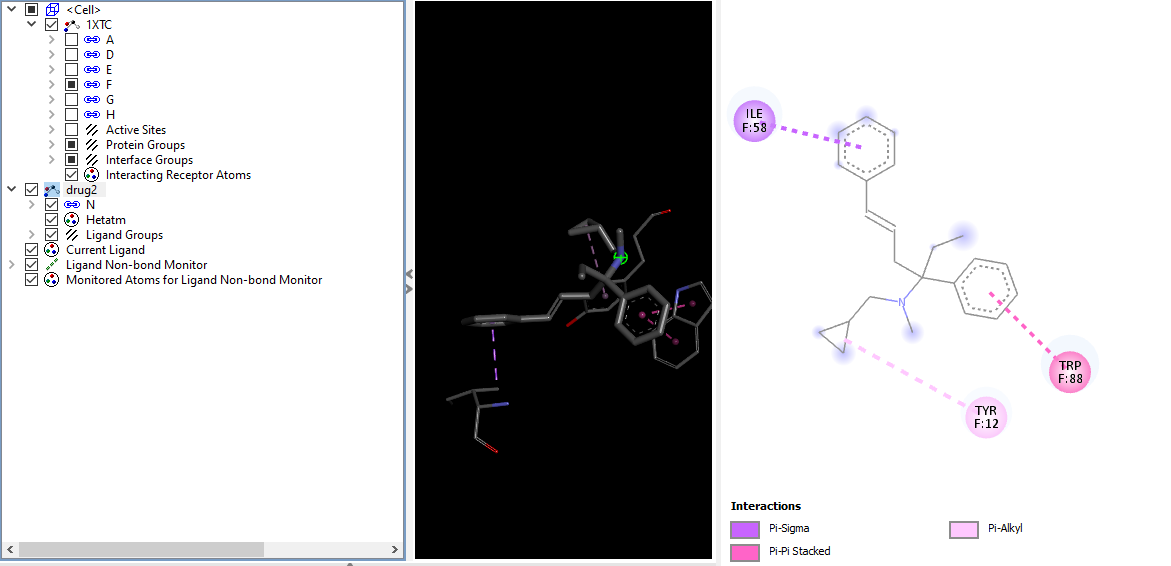 <Cell>
1XTC
A
D
E
F
G
H
Active Sites
Protein Groups
Interface Groups
Interacting Receptor Atoms
drug2
N
Hetatm
Ligand Groups
Current Ligand
Ligand Non-bond Monitor
Monitored Atoms for Ligand Non-bond Monitor
ILE
F:58
N
TRP
F:88
TYR
F:12
Interactions
Pi-Sigma
Pi-Pi Stacked
Pi-Alkyl